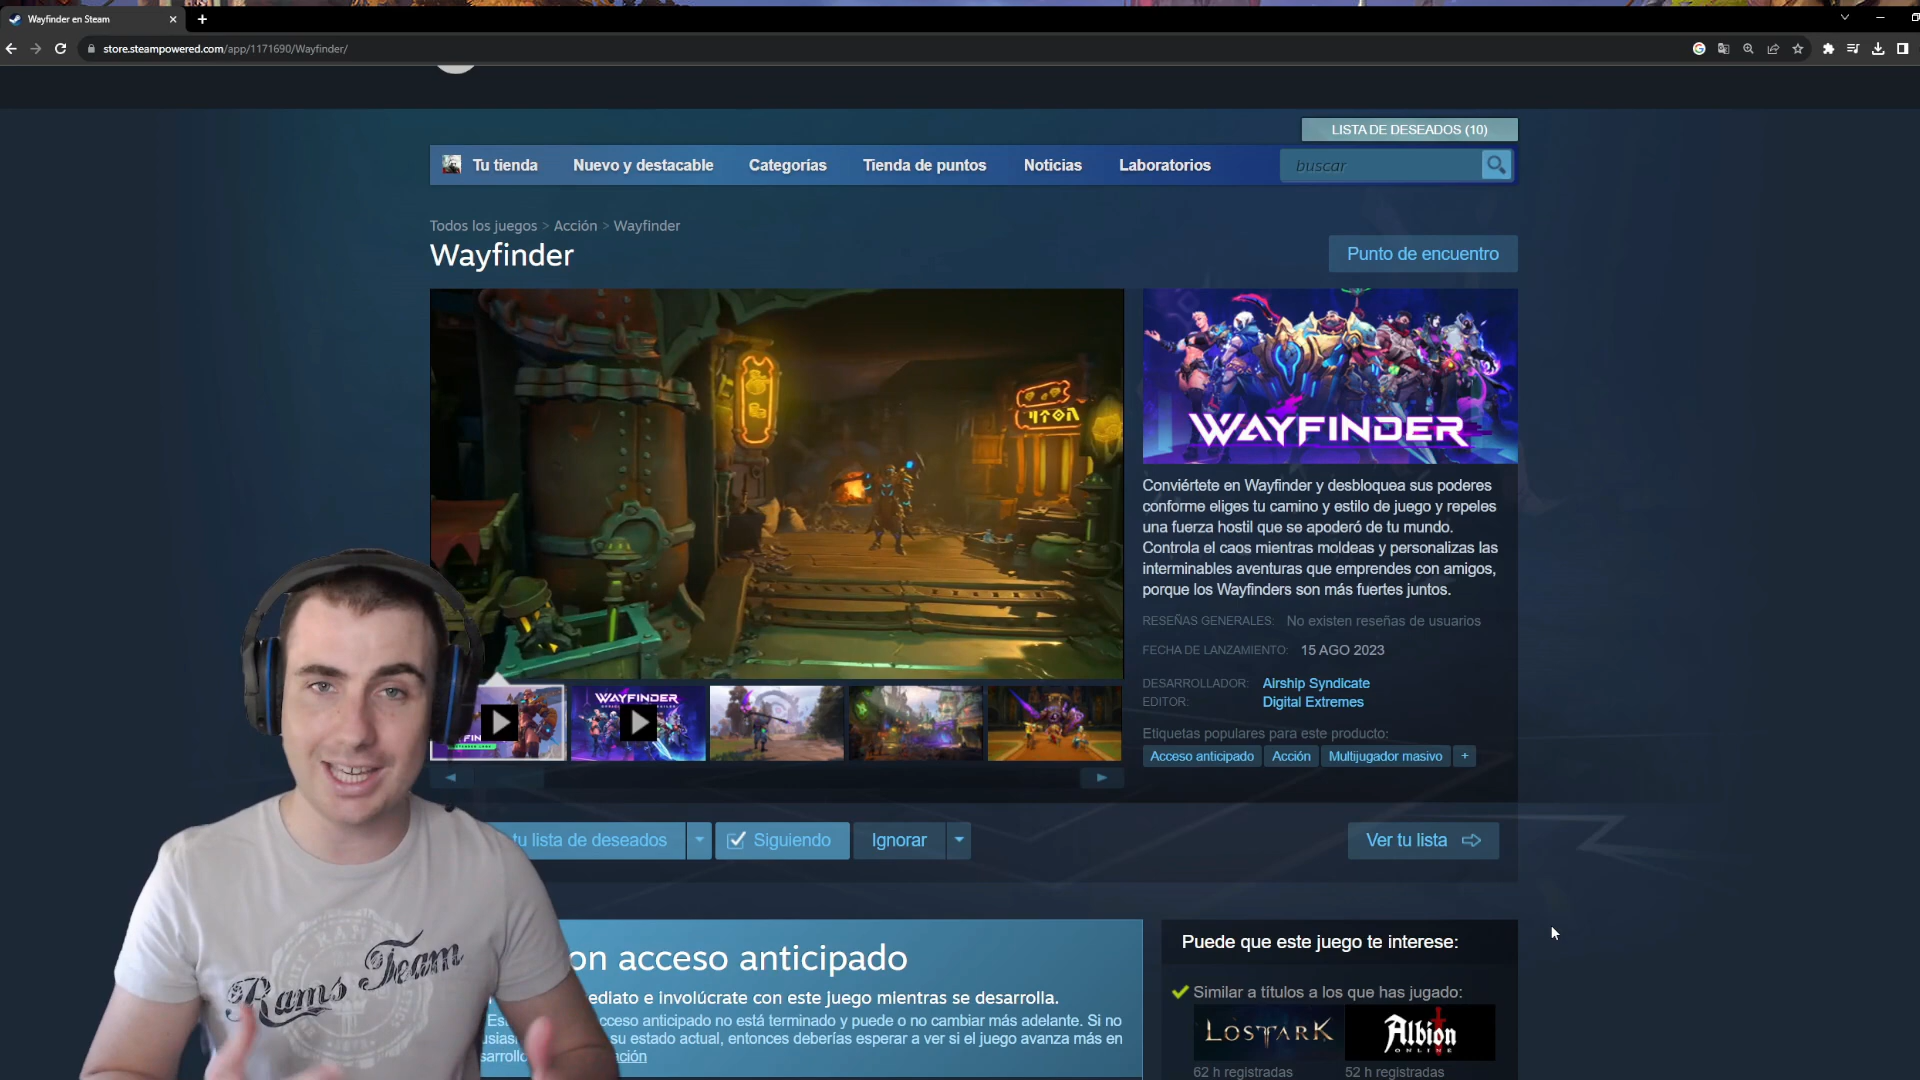 Wayfinder en Steam
store.steampowered.com/app/1171690/Wayfinder/
LISTA DE DESEADOS (10)
Tu tienda
Nuevo y destacable
Categorías
Tienda de puntos
Noticias
Laboratorios
buscar
Todos los juegos > Acción > Wayfinder
Wayfinder
Punto de encuentro
WAYFINDER
Conviértete en Wayfinder y desbloquea sus poderes
conforme eliges tu camino y estilo de juego y repeles
una fuerza hostil que se apoderó de tu mundo.
Controla el caos mientras moldeas y personalizas las
interminables aventuras que emprendes con amigos,
porque los Wayfinders son más fuertes juntos.
RESEÑAS GENERALES: No existen reseñas de usuarios
FECHA DE LANZAMIENTO: 15 AGO 2023
DESARROLLADOR: Airship Syndicate
EDITOR: Digital Extremes
Etiquetas populares para este producto:
Acceso anticipado
Acción
Multijugador masivo
+
WAYFINDER
tu lista de deseados
Siguiendo
Ignorar
Ver tu lista
on acceso anticipado
ediato e involúcrate con este juego mientras se desarrolla.
Est cceso anticipado no está terminado y puede o no cambiar más adelante. Si no
usias su estado actual, entonces deberías esperar a ver si el juego avanza más en
sarrollo ación
Puede que este juego te interese:
Similar a títulos a los que has jugado:
LOST ARK
Albion
ONLINE
62 h registradas
52 h registradas
Rams Team